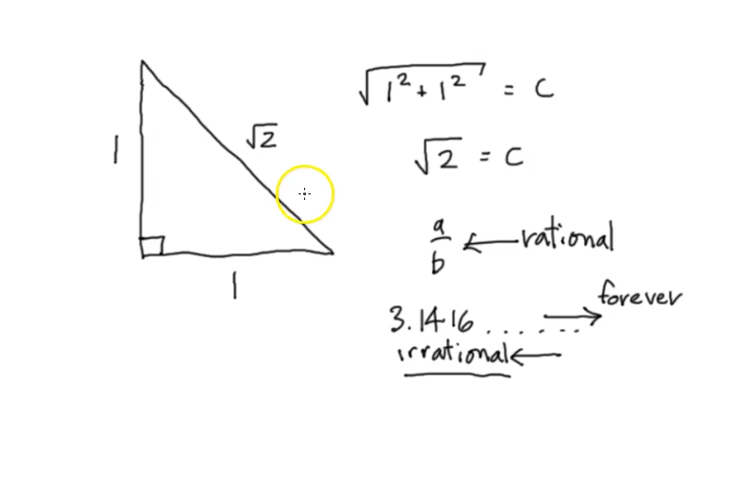 1
√2
1
√1² + 1² = C
√2 = C
a/b ← rational
forever
3.1416 . . . . . . →
irrational ←